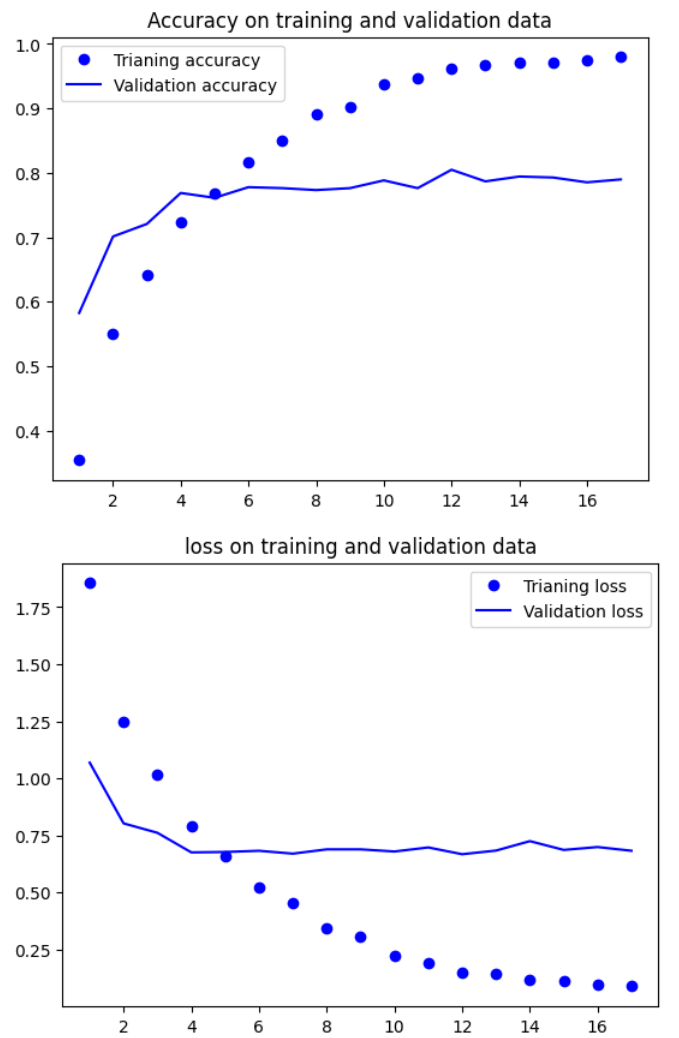 Accuracy on training and validation data
1.0
Trianing accuracy
Validation accuracy
0.9
0.8
0.7
0.6
0.5
0.4
2 4 6 8 10 12 14 16
loss on training and validation data
Trianing loss
Validation loss
1.75
1.50
1.25
1.00
0.75
0.50
0.25
2 4 6 8 10 12 14 16